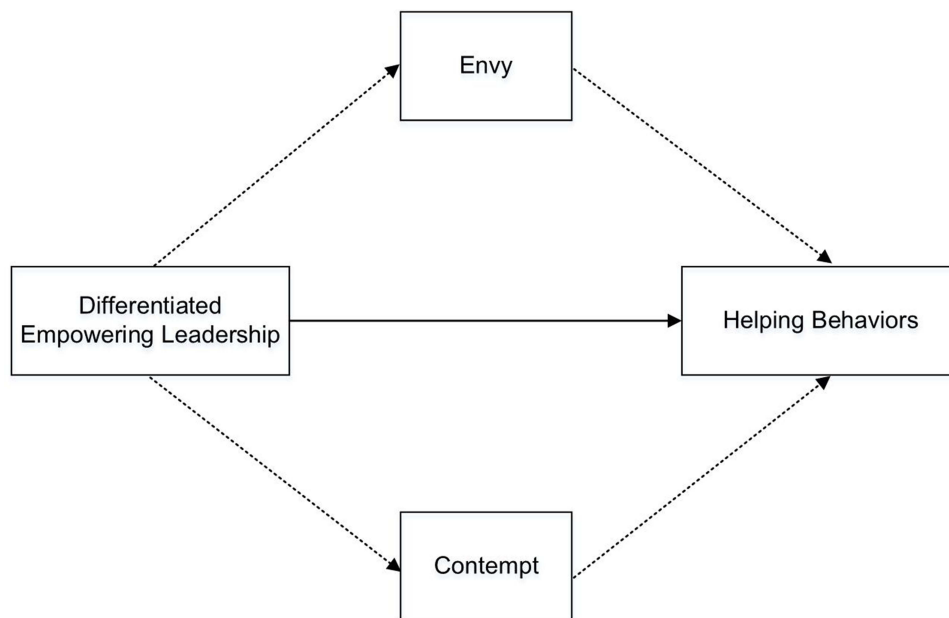 Envy
Differentiated
Empowering Leadership
Helping Behaviors
Contempt